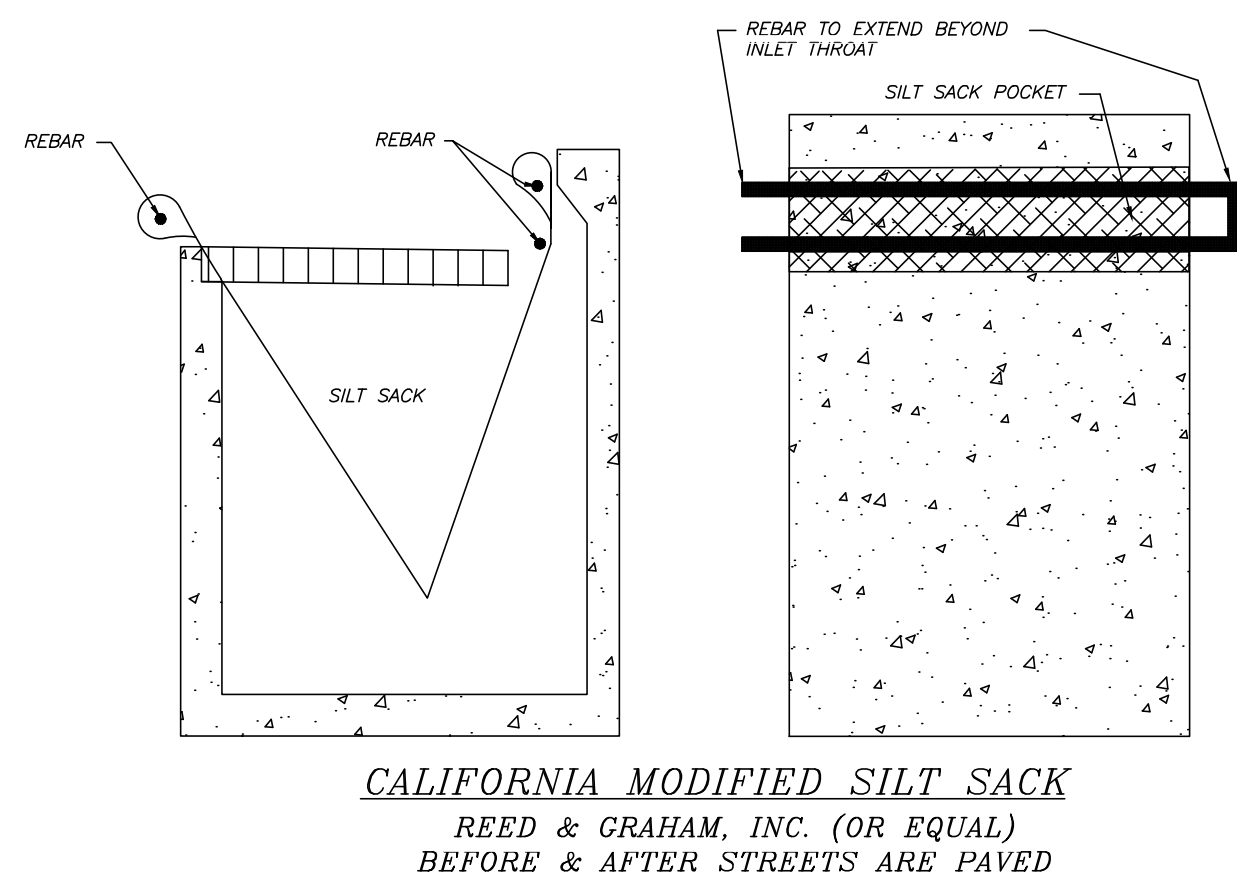 REBAR TO EXTEND BEYOND
INLET THROAT
SILT SACK POCKET
REBAR
REBAR
SILT SACK
CALIFORNIA MODIFIED SILT SACK
REED & GRAHAM, INC. (OR EQUAL)
BEFORE & AFTER STREETS ARE PAVED